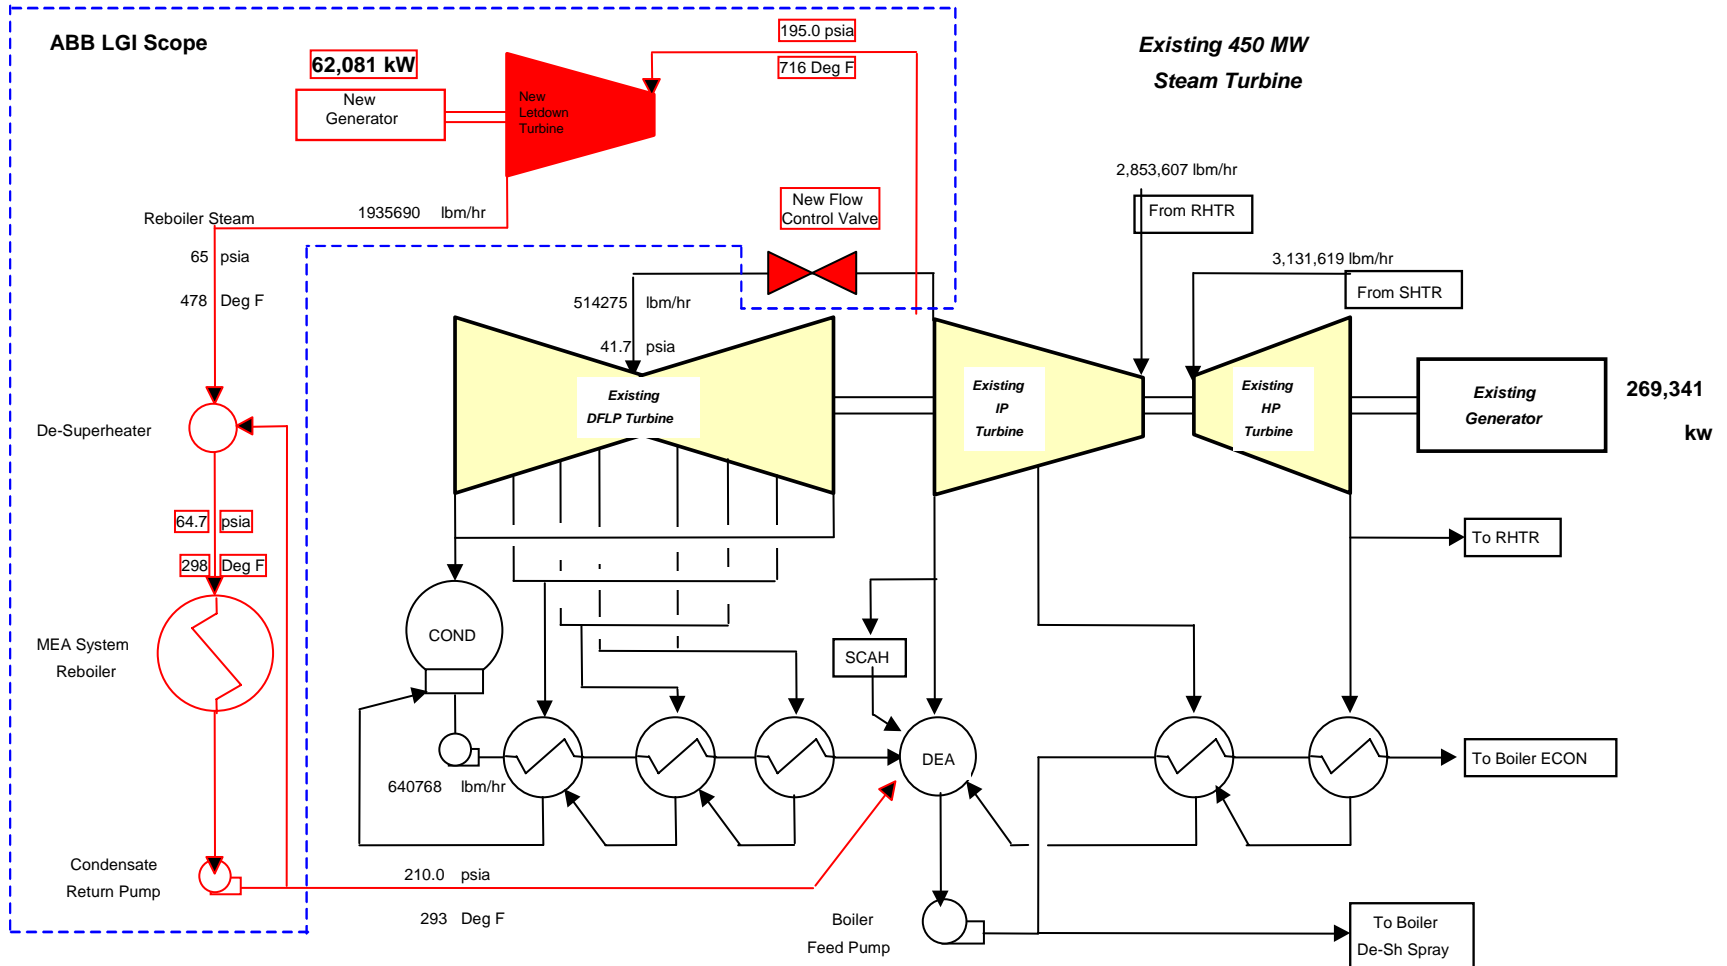 ABB LGI Scope
195.0 psia
716 Deg F
Existing 450 MW
Steam Turbine
62,081 kW
New
Generator
New
Letdown
Turbine
2,853,607 lbm/hr
From RHTR
1935690 lbm/hr
Reboiler Steam
New Flow
Control Valve
65 psia
478 Deg F
3,131,619 lbm/hr
From SHTR
514275 lbm/hr
41.7 psia
Existing
DFLP Turbine
Existing
IP
Turbine
Existing
HP
Turbine
Existing
Generator
269,341
kw
De-Superheater
64.7 psia
298 Deg F
To RHTR
MEA System
Reboiler
COND
SCAH
DEA
To Boiler ECON
640768 lbm/hr
Condensate
Return Pump
210.0 psia
293 Deg F
Boiler
Feed Pump
To Boiler
De-Sh Spray